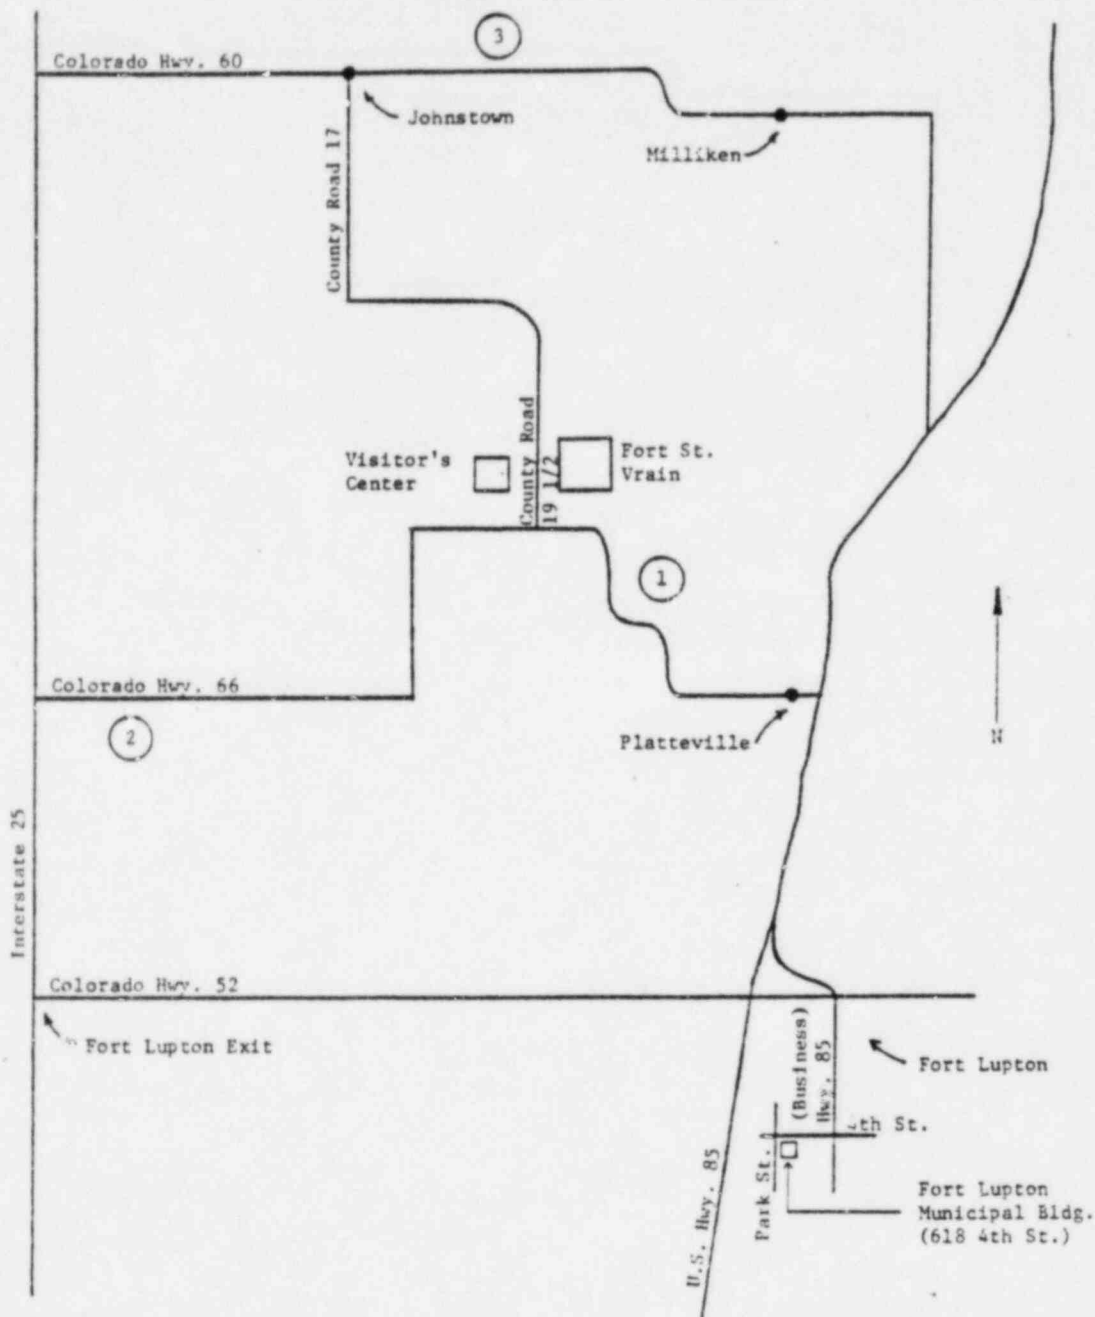 3
Colorado Hwy. 60
Johnstown
Milliken
County Road 17
Visitor's
Center
County Road
19 1/2
Fort St.
Vrain
1
Colorado Hwy. 66
2
Platteville
N
Interstate 25
Colorado Hwy. 52
Fort Lupton Exit
(Business)
Hwy. 85
Fort Lupton
4th St.
Park St.
U.S. Hwy. 85
Fort Lupton
Municipal Bldg.
(618 4th St.)